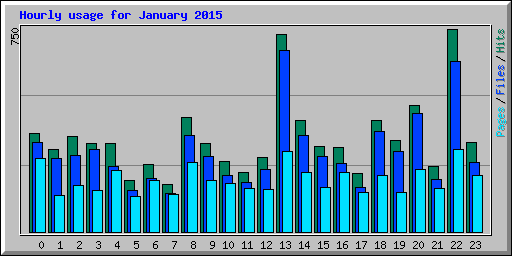 Hourly usage for January 2015
750
Pages / Files / Hits
0 1 2 3 4 5 6 7 8 9 10 11 12 13 14 15 16 17 18 19 20 21 22 23